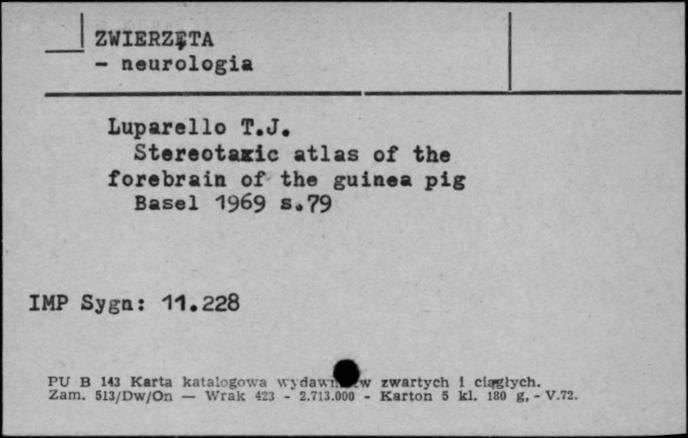 ZWIERZĘTA
- neurologia
Luparello T.J.
Stereotaxic atlas of the
forebrain of the guinea pig
Basel 1969 s.79
IMP Sygn: 11.228
PU B 143 Karta katalogowa zwartych i ciągłych.
Zam. 513/Dw/On — Wrak 423 - 2.713.000 - Karton 5 kl. 180 g, - V.72.